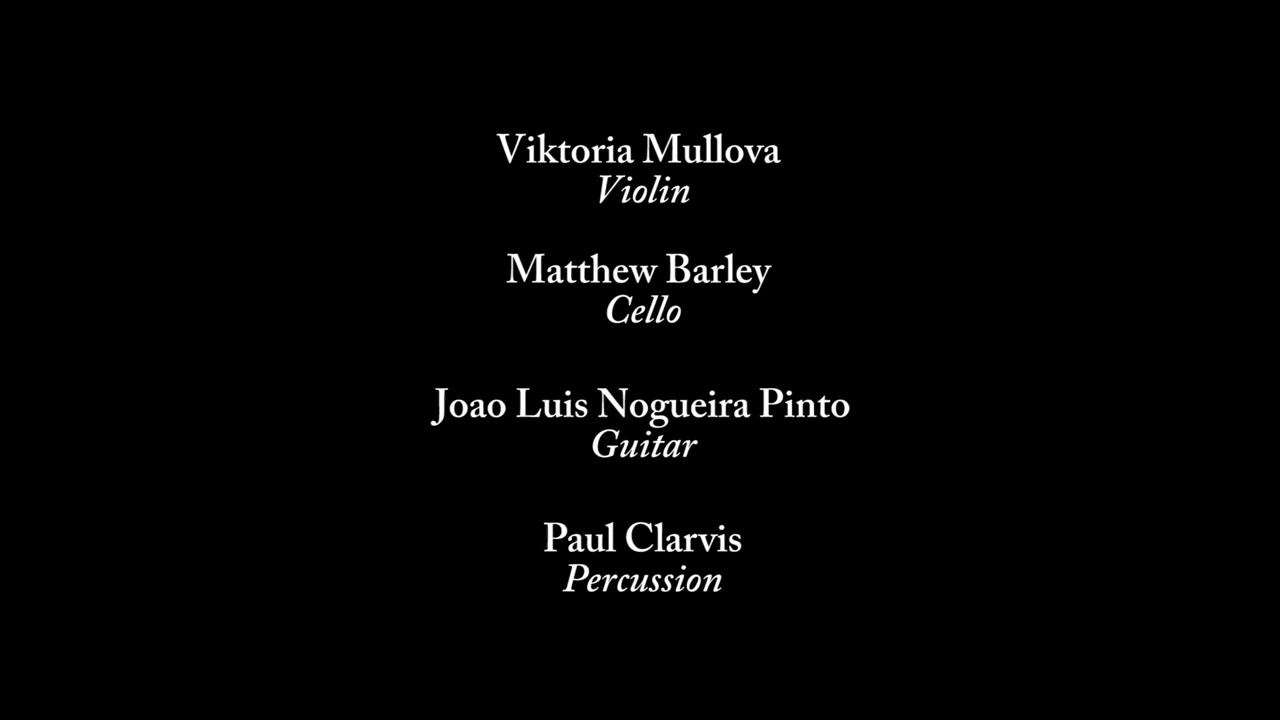 Viktoria Mullova
Violin
Matthew Barley
Cello
Joao Luis Nogueira Pinto
Guitar
Paul Clarvis
Percussion